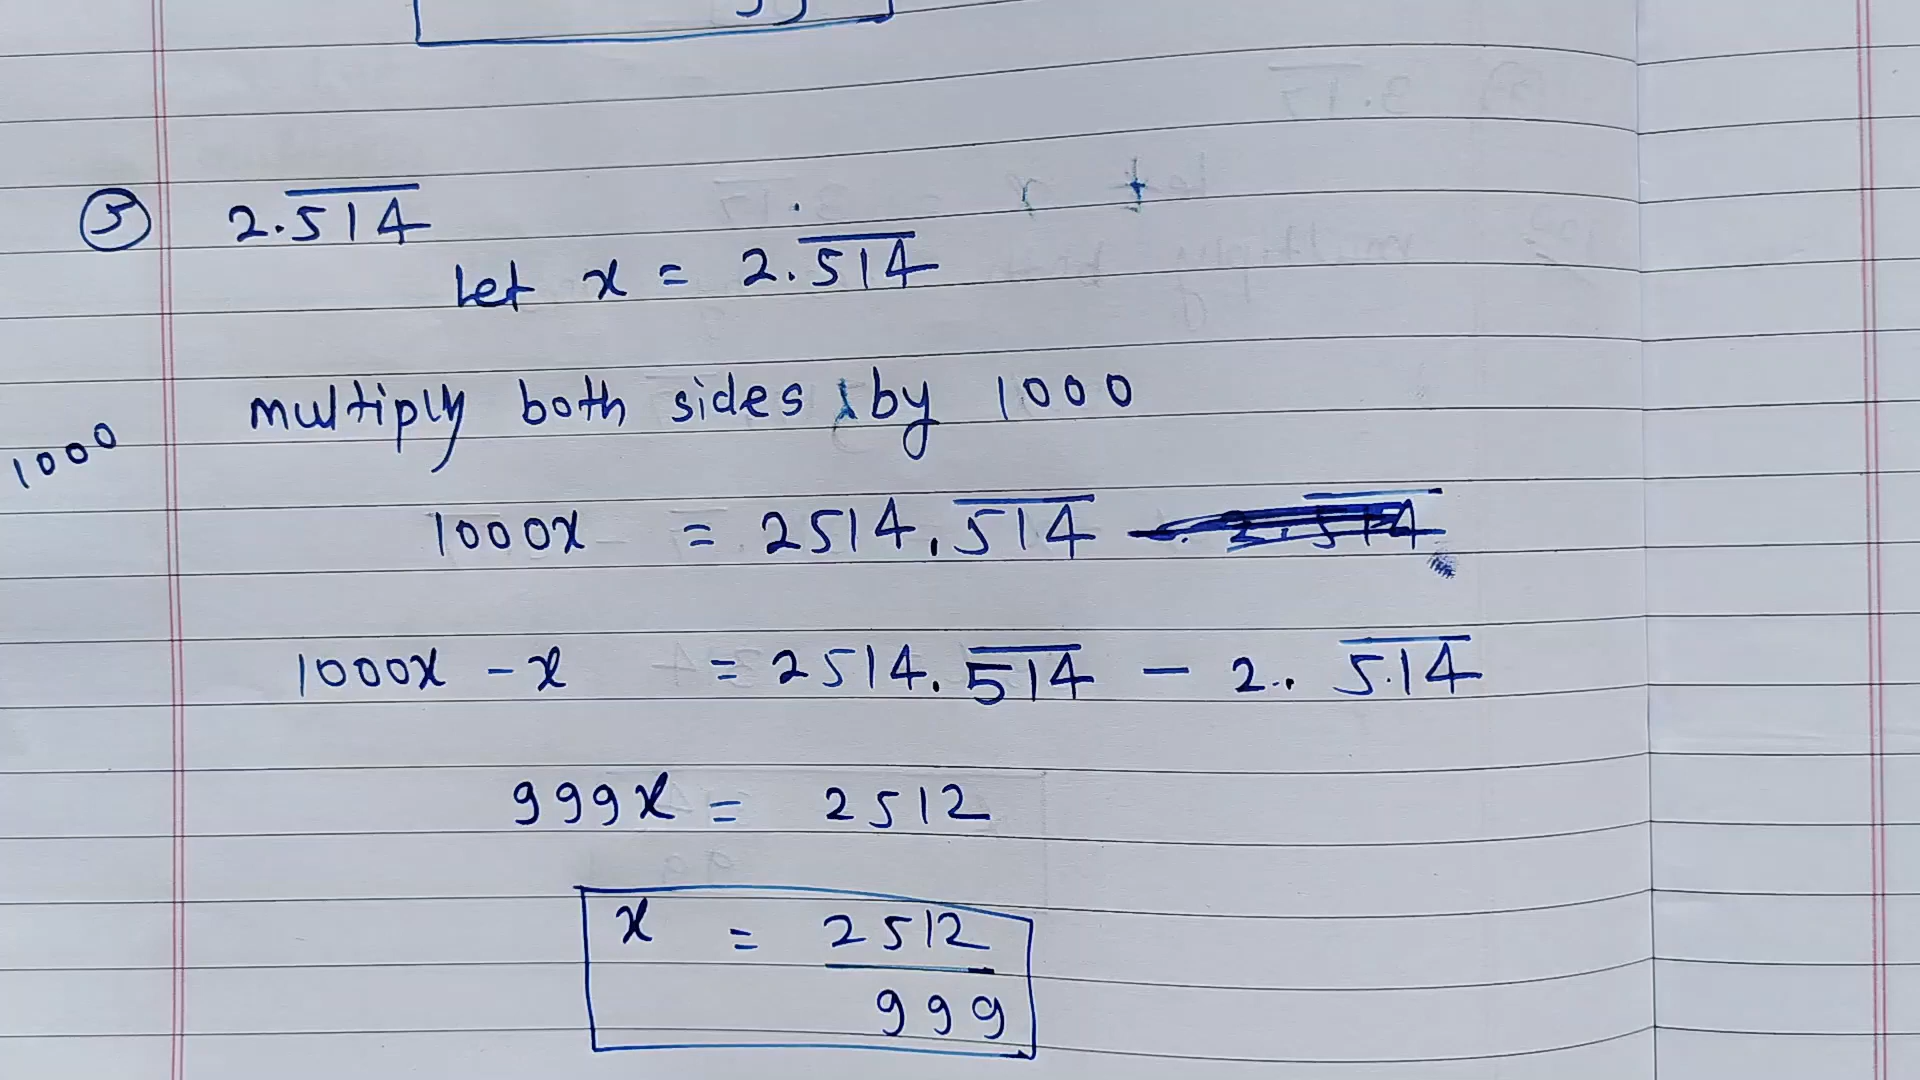 ⑤ 2.5̅1̅4̅
Let x = 2.5̅1̅4̅
multiply both sides by 1000
1000
1000x = 2514.5̅1̅4̅
1000x - x = 2514.5̅1̅4̅ - 2..5̅.1̅4̅
999x = 2512
x = 2512
999